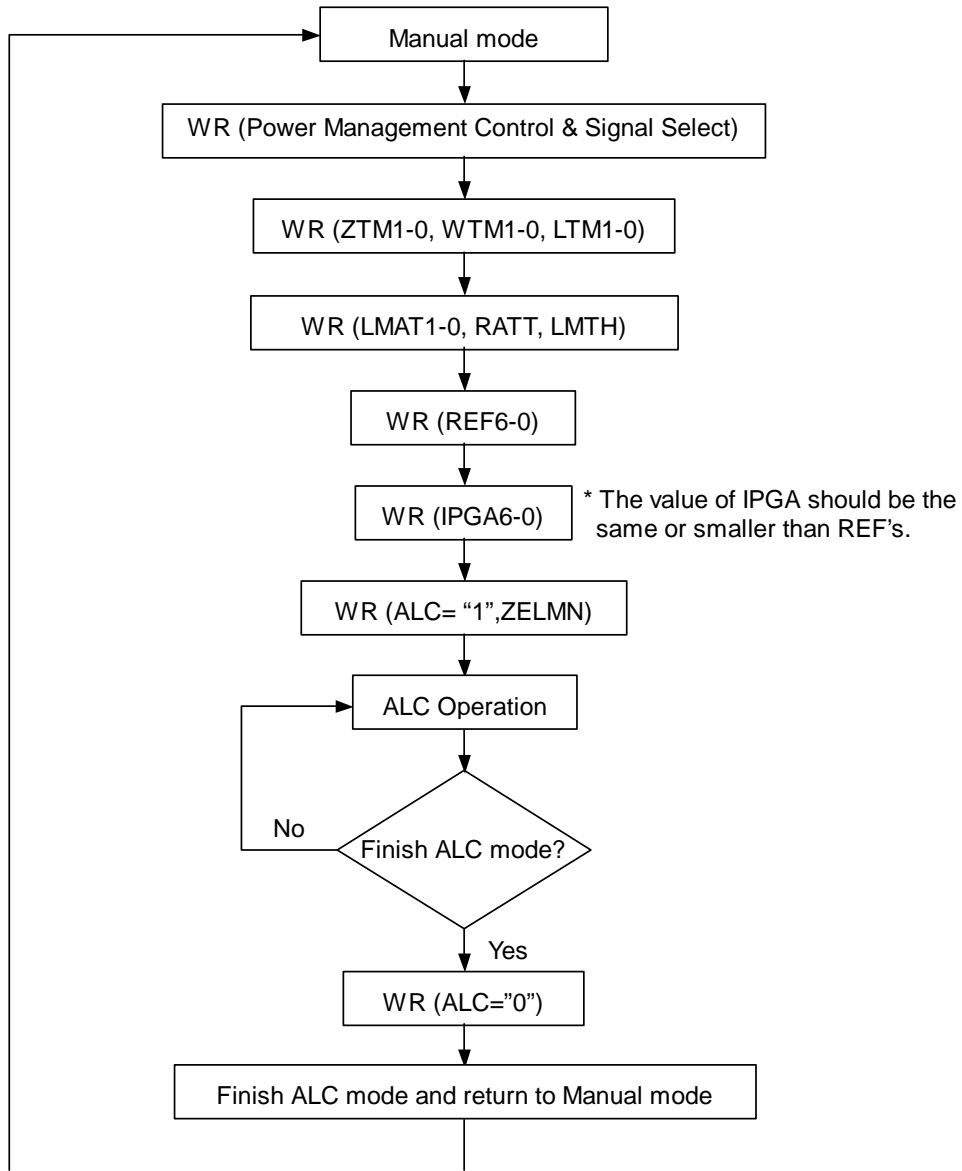 Manual mode
WR (Power Management Control & Signal Select)
WR (ZTM1-0, WTM1-0, LTM1-0)
WR (LMAT1-0, RATT, LMTH)
WR (REF6-0)
WR (IPGA6-0)
* The value of IPGA should be the
same or smaller than REF’s.
WR (ALC= “1”,ZELMN)
ALC Operation
No
Finish ALC mode?
Yes
WR (ALC=”0”)
Finish ALC mode and return to Manual mode